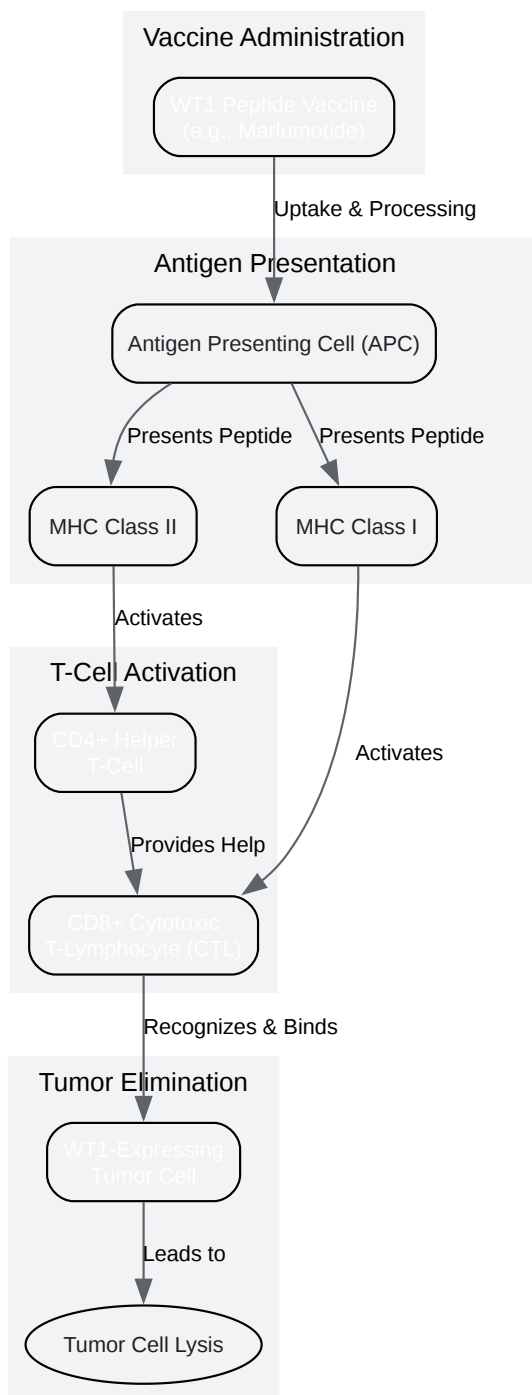 Vaccine Administration
WT1 Peptide Vaccine
(e.g., Marlumotide)
Uptake & Processing
Antigen Presentation
Antigen Presenting Cell (APC)
Presents Peptide
Presents Peptide
MHC Class II
MHC Class I
Activates
T-Cell Activation
CD4+ Helper
T-Cell
Activates
Provides Help
CD8+ Cytotoxic
T-Lymphocyte (CTL)
Recognizes & Binds
Tumor Elimination
WT1-Expressing
Tumor Cell
Leads to
Tumor Cell Lysis